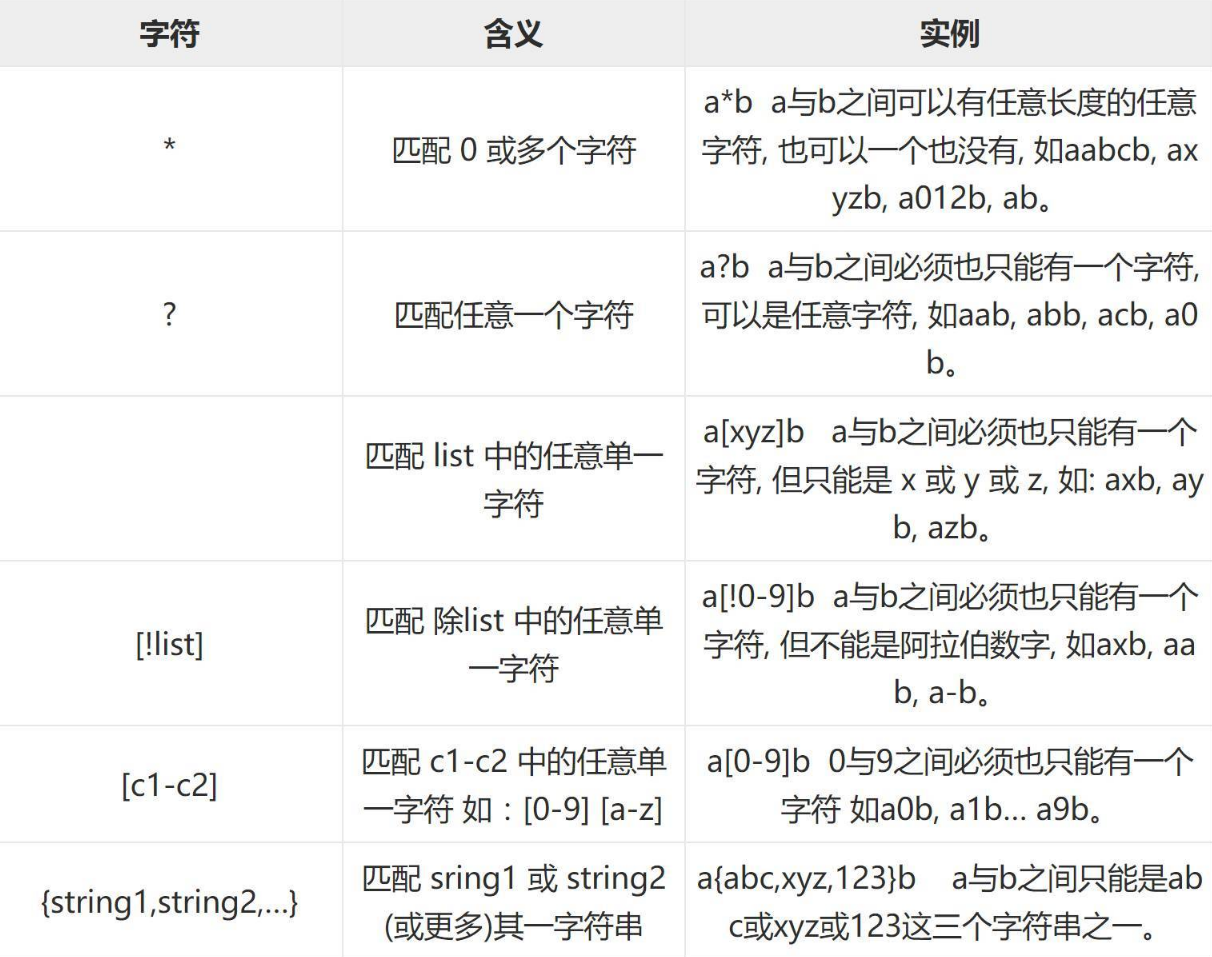 字符 含义 实例
*
匹配 0 或多个字符
a*b  a与b之间可以有任意长度的任意
字符, 也可以一个也没有, 如aabcb, ax
yzb, a012b, ab。
?
匹配任意一个字符
a?b  a与b之间必须也只能有一个字符,
可以是任意字符, 如aab, abb, acb, a0
b。
匹配 list 中的任意单一
字符
a[xyz]b   a与b之间必须也只能有一个
字符, 但只能是 x 或 y 或 z, 如: axb, ay
b, azb。
[!list]
匹配 除list 中的任意单
一字符
a[!0-9]b  a与b之间必须也只能有一个
字符, 但不能是阿拉伯数字, 如axb, aa
b, a-b。
[c1-c2]
匹配 c1-c2 中的任意单
一字符 如：[0-9] [a-z]
a[0-9]b  0与9之间必须也只能有一个
字符 如a0b, a1b... a9b。
{string1,string2,...}
匹配 sring1 或 string2
(或更多)其一字符串
a{abc,xyz,123}b    a与b之间只能是ab
c或xyz或123这三个字符串之一。